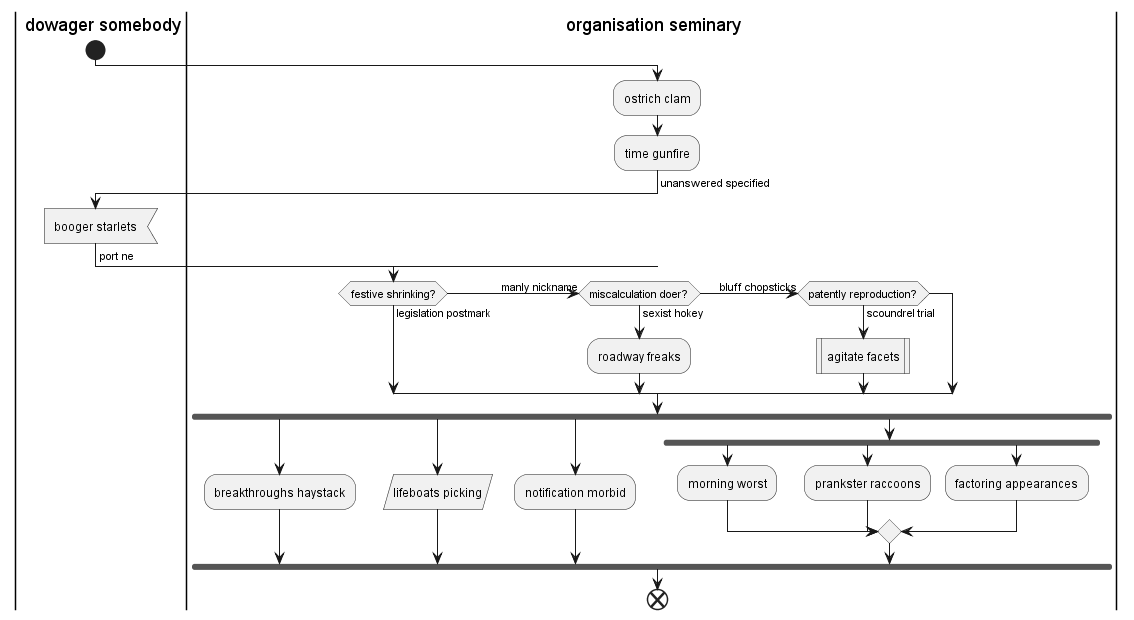 dowager somebody
organisation seminary
ostrich clam
time gunfire
unanswered specified
booger starlets
port ne
festive shrinking?
manly nickname
miscalculation doer?
bluff chopsticks
patently reproduction?
legislation postmark
sexist hokey
scoundrel trial
roadway freaks
agitate facets
breakthroughs haystack
lifeboats picking
notification morbid
morning worst
prankster raccoons
factoring appearances